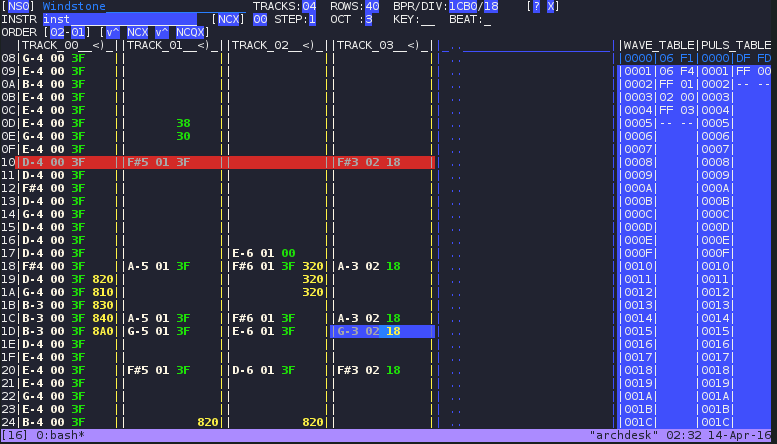 [NSO] Windstone TRACKS:04 ROWS:40 BPR/DIV:1CB0/18 [? X]
INSTR inst [NCX] 00 STEP:1 OCT :3 KEY:__ BEAT:_
ORDER [02-01] [v^ NCX v^ NCQX]
|TRACK_00__<)_||TRACK_01__<)_||TRACK_02__<)_||TRACK_03__<)_|| |WAVE_TABLE|PULS_TABLE
08|G-4 00 3F || || || || .. |0000|06 F1|0000|DF FD
09|E-4 00 3F || || || || .. |0001|06 F4|0001|FF 00
0A|B-4 00 3F || || || || .. |0002|FF 01|0002|-- --
0B|E-4 00 3F || || || || .. |0003|02 00|0003|
0C|E-4 00 3F || || || || .. |0004|FF 03|0004|
0D|E-4 00 3F || 38 || || || .. |0005|-- --|0005|
0E|G-4 00 3F || 30 || || || .. |0006| |0006|
0F|E-4 00 3F || || || || .. |0007| |0007|
10|D-4 00 3F ||F#5 01 3F || ||F#3 02 18 || .. |0008| |0008|
11|D-4 00 3F || || || || .. |0009| |0009|
12|F#4 00 3F || || || || .. |000A| |000A|
13|D-4 00 3F || || || || .. |000B| |000B|
14|G-4 00 3F || || || || .. |000C| |000C|
15|D-4 00 3F || || || || .. |000D| |000D|
16|D-4 00 3F || || || || .. |000E| |000E|
17|D-4 00 3F || ||E-6 01 00 || || .. |000F| |000F|
18|F#4 00 3F ||A-5 01 3F ||F#6 01 3F 320||A-3 02 18 || .. |0010| |0010|
19|D-4 00 3F 820|| || 320|| || .. |0011| |0011|
1A|G-4 00 3F 810|| || 320|| || .. |0012| |0012|
1B|B-3 00 3F 830|| || || || .. |0013| |0013|
1C|B-3 00 3F 840||A-5 01 3F ||F#6 01 3F ||A-3 02 18 || .. |0014| |0014|
1D|B-3 00 3F 8A0||G-5 01 3F ||E-6 01 3F ||G-3 02 18 || .. |0015| |0015|
1E|D-4 00 3F || || || || .. |0016| |0016|
1F|E-4 00 3F || || || || .. |0017| |0017|
20|E-4 00 3F ||F#5 01 3F ||D-6 01 3F ||F#3 02 18 || .. |0018| |0018|
21|E-4 00 3F || || || || .. |0019| |0019|
22|G-4 00 3F || || || || .. |001A| |001A|
23|E-4 00 3F || || || || .. |001B| |001B|
24|B-4 00 3F || 820|| 820|| || .. |001C| |001C|
[16] 0:bash* "archdesk" 02:32 14-Apr-16